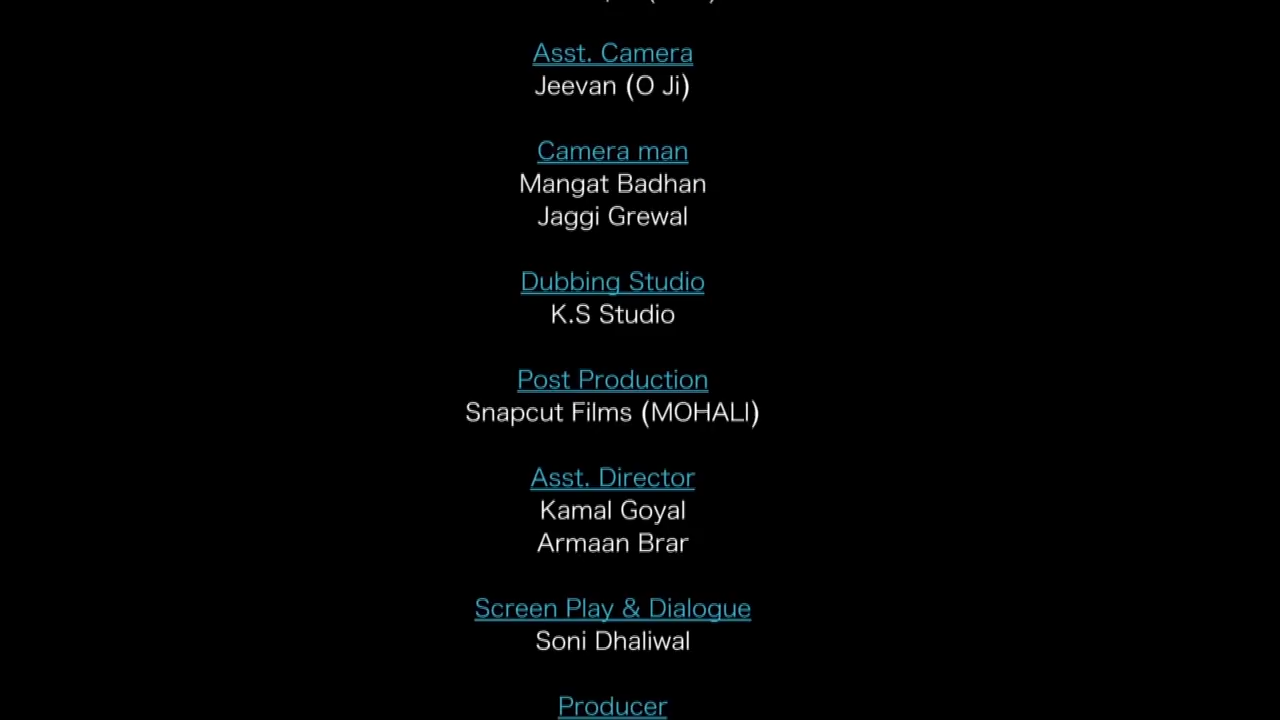 Asst. Camera
Jeevan (O Ji)
Camera man
Mangat Badhan
Jaggi Grewal
Dubbing Studio
K.S Studio
Post Production
Snapcut Films (MOHALI)
Asst. Director
Kamal Goyal
Armaan Brar
Screen Play & Dialogue
Soni Dhaliwal
Producer